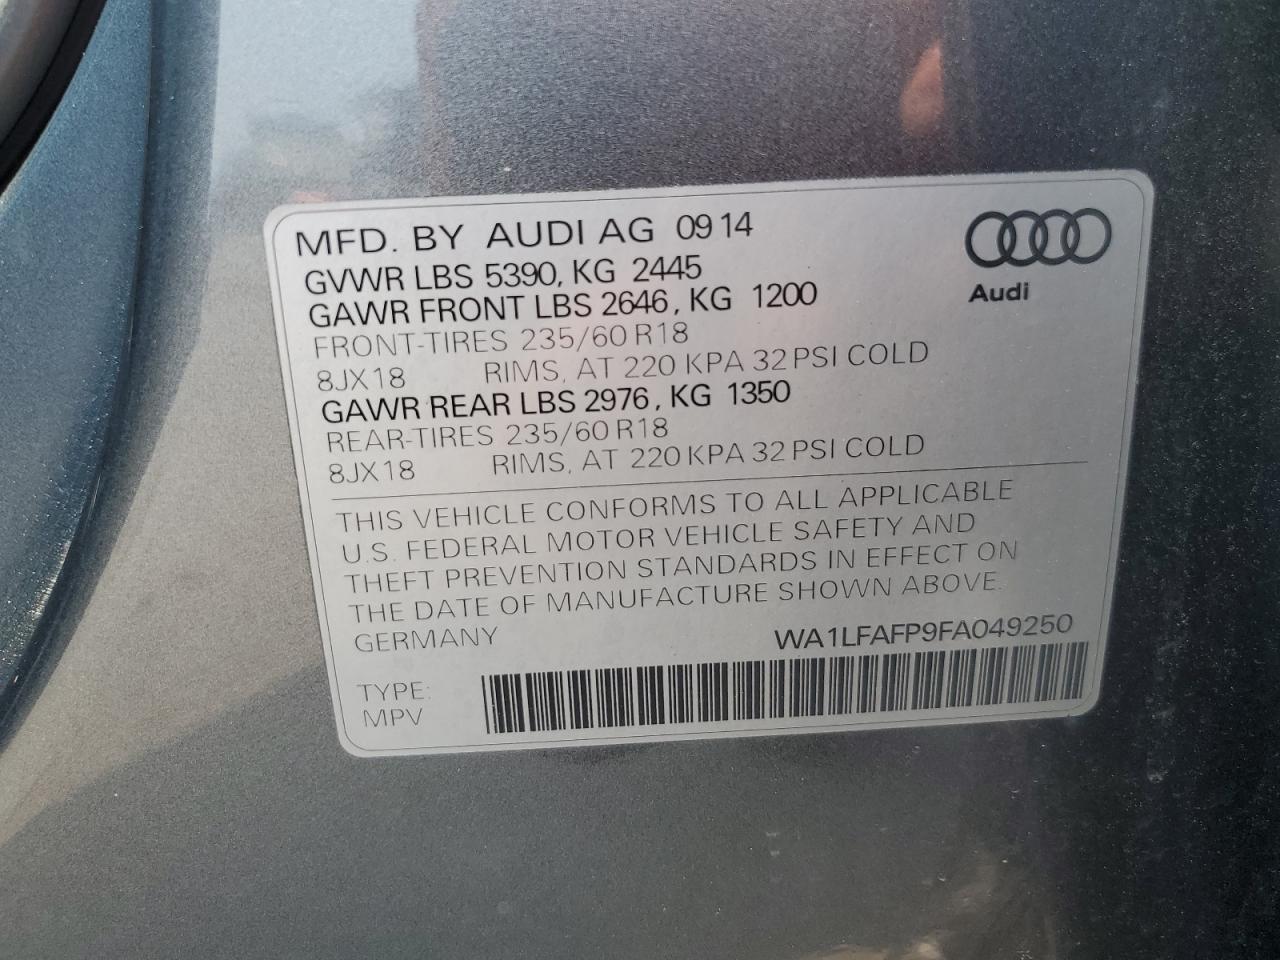 MFD. BY AUDI AG 09 14
GVWR LBS 5390, KG 2445
GAWR FRONT LBS 2646, KG 1200
FRONT-TIRES 235/60 R18
8JX18 RIMS, AT 220 KPA 32 PSI COLD
GAWR REAR LBS 2976, KG 1350
REAR-TIRES 235/60 R18
8JX18 RIMS, AT 220 KPA 32 PSI COLD
Audi
THIS VEHICLE CONFORMS TO ALL APPLICABLE
U.S. FEDERAL MOTOR VEHICLE SAFETY AND
THEFT PREVENTION STANDARDS IN EFFECT ON
THE DATE OF MANUFACTURE SHOWN ABOVE.
GERMANY WA1LFAFP9FA049250
TYPE:
MPV